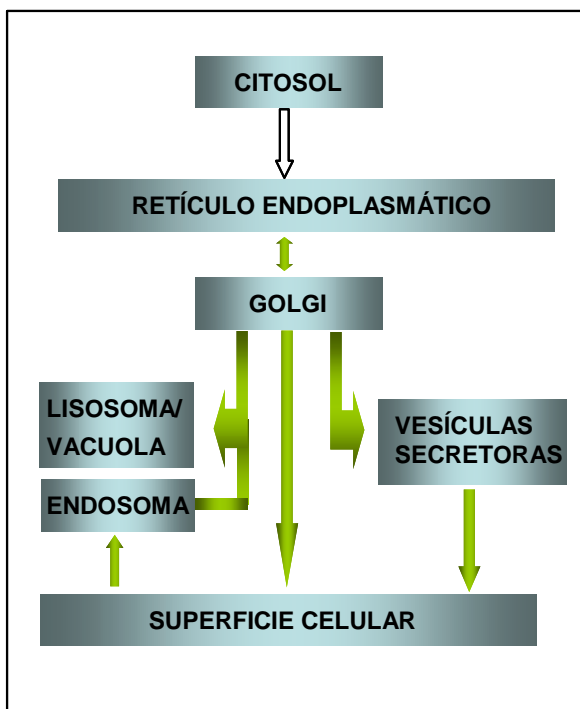 CITOSOL
RETÍCULO ENDOPLASMÁTICO
GOLGI
LISOSOMA/
VACUOLA
VESÍCULAS
SECRETORAS
ENDOSOMA
SUPERFICIE CELULAR